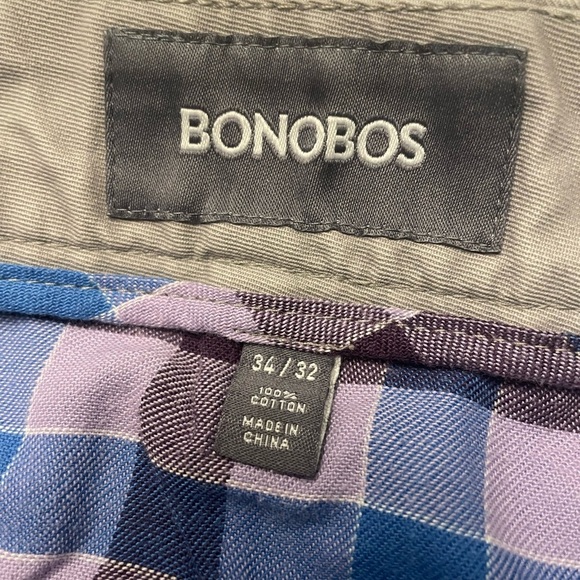 BONOBOS
34 / 32
100%
COTTON
MADE IN
CHINA